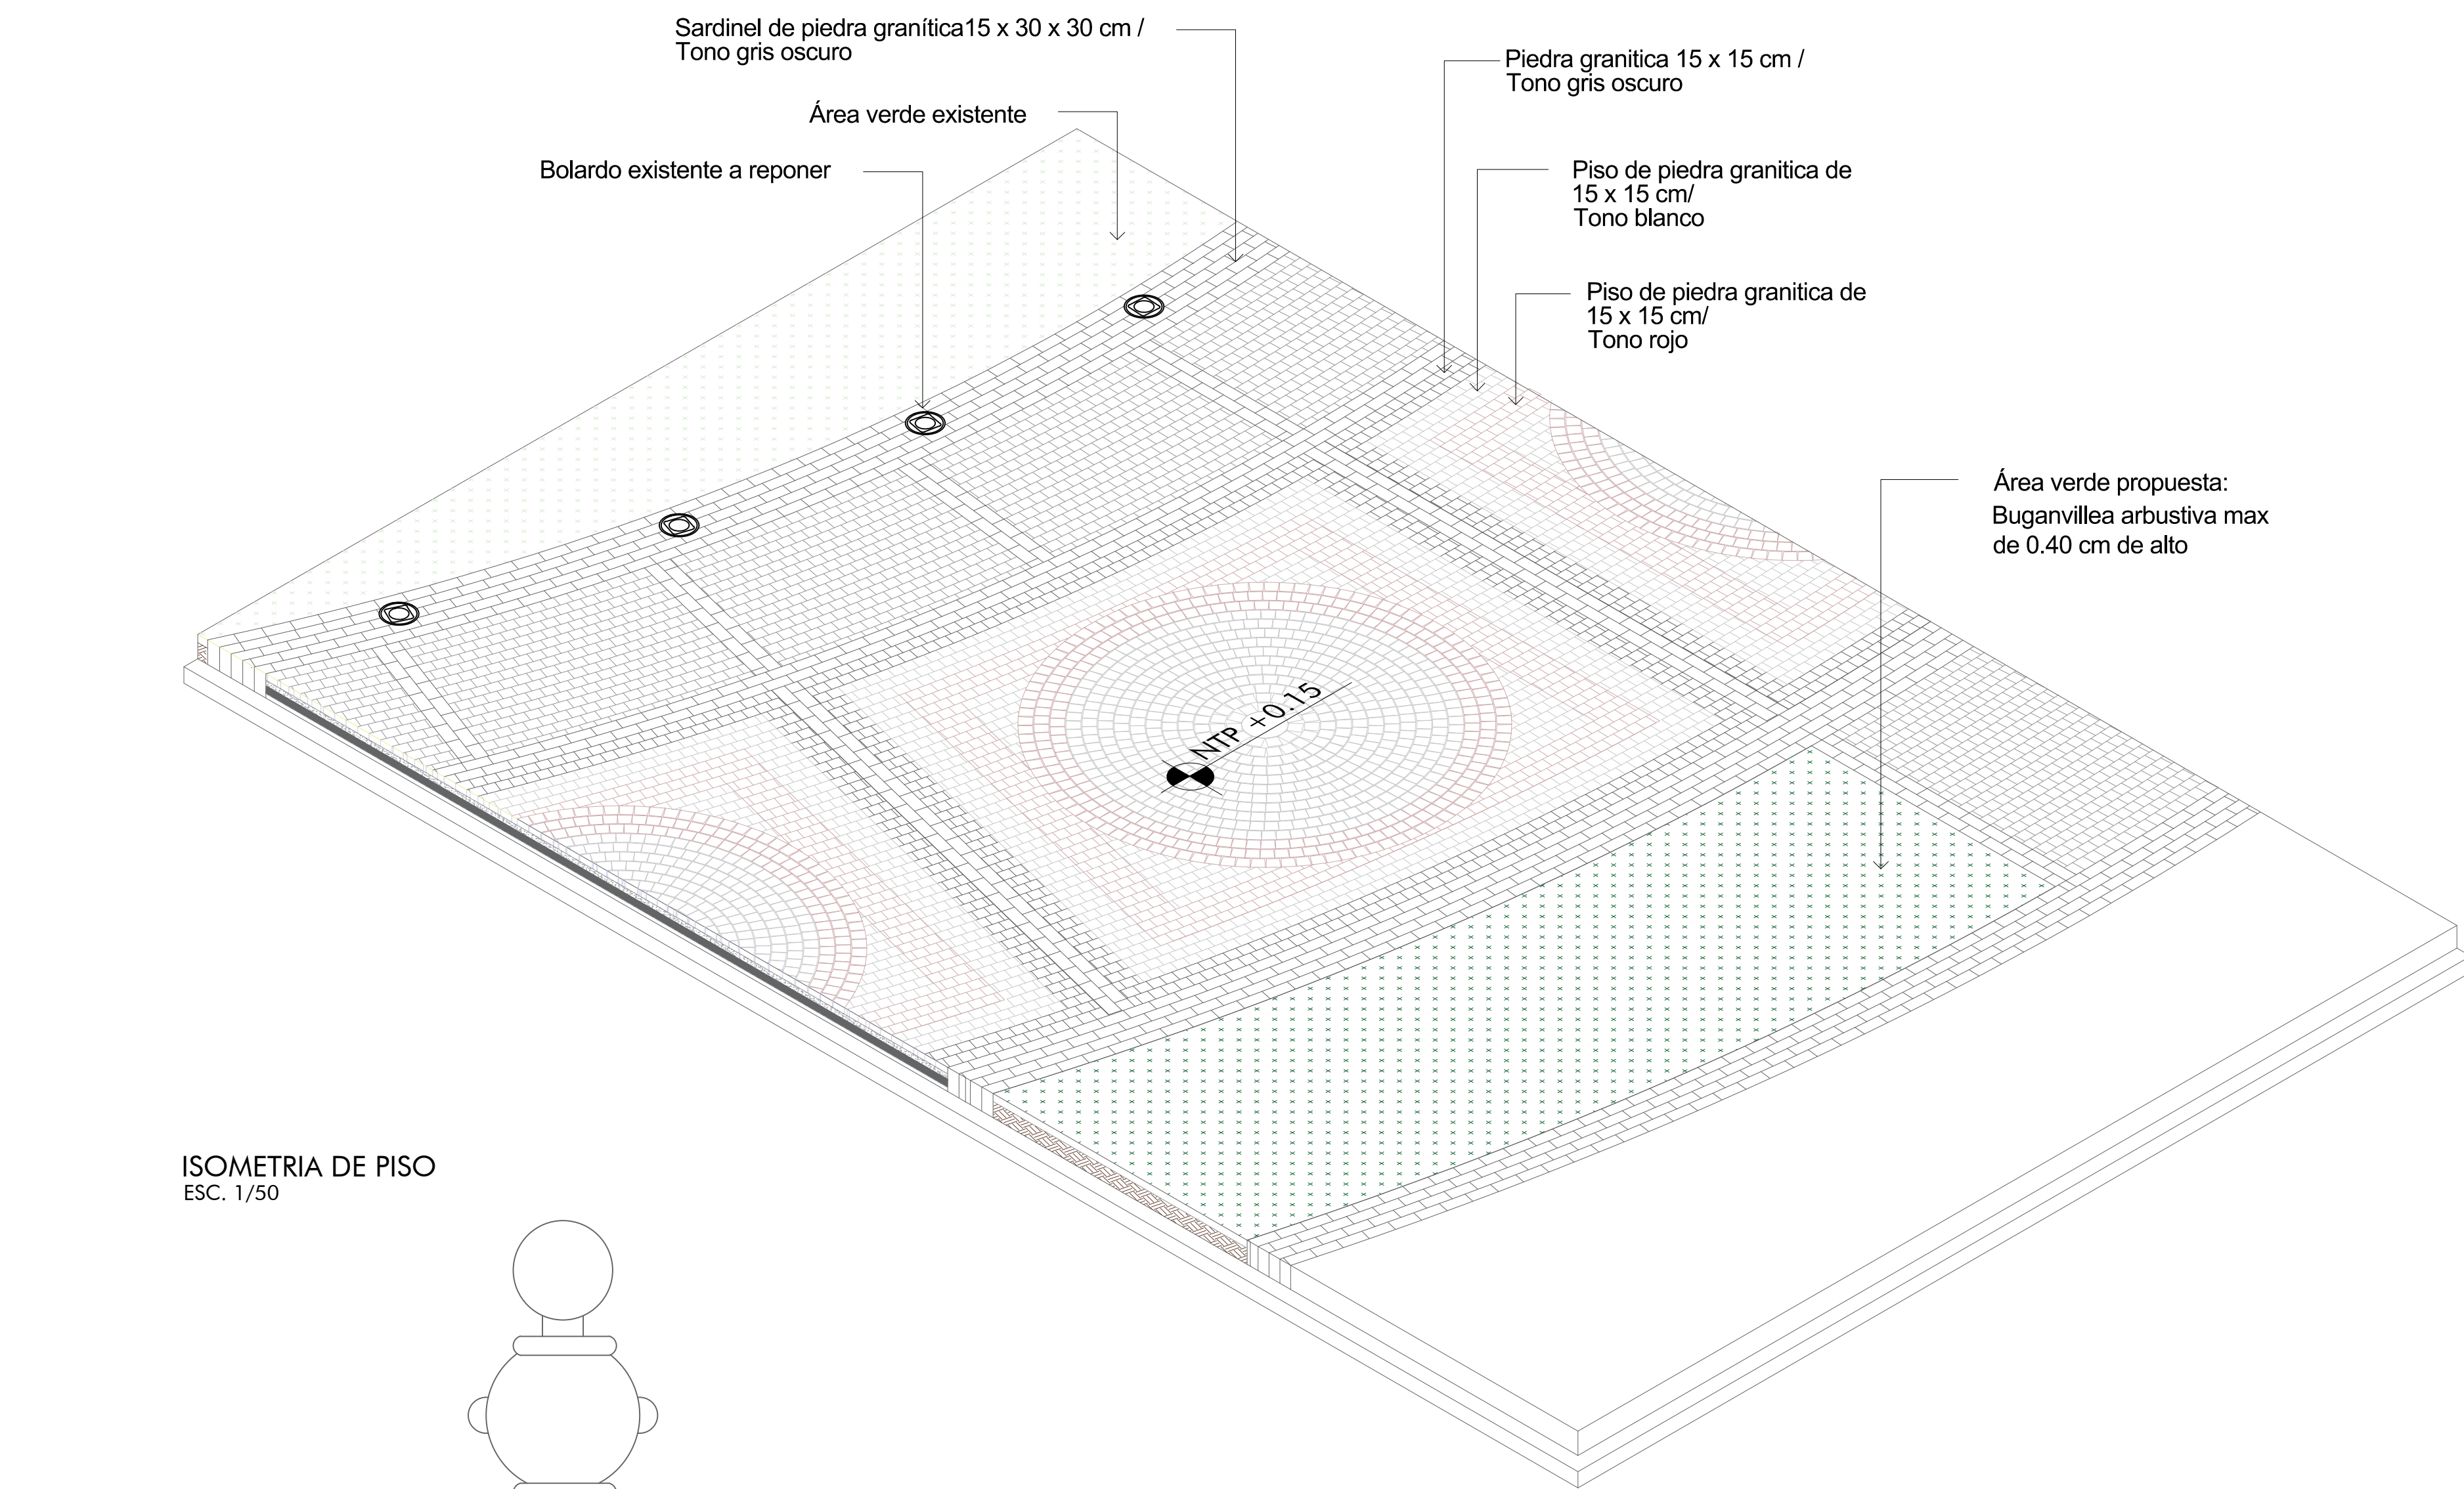 Sardinel de piedra granítica15 x 30 x 30 cm /
Tono gris oscuro
Piedra granitica 15 x 15 cm /
Tono gris oscuro
Área verde existente
Bolardo existente a reponer
Piso de piedra granitica de
15 x 15 cm/
Tono blanco
Piso de piedra granitica de
15 x 15 cm/
Tono rojo
Área verde propuesta:
Buganvillea arbustiva max
de 0.40 cm de alto
NTP +0.15
ISOMETRIA DE PISO
ESC. 1/50